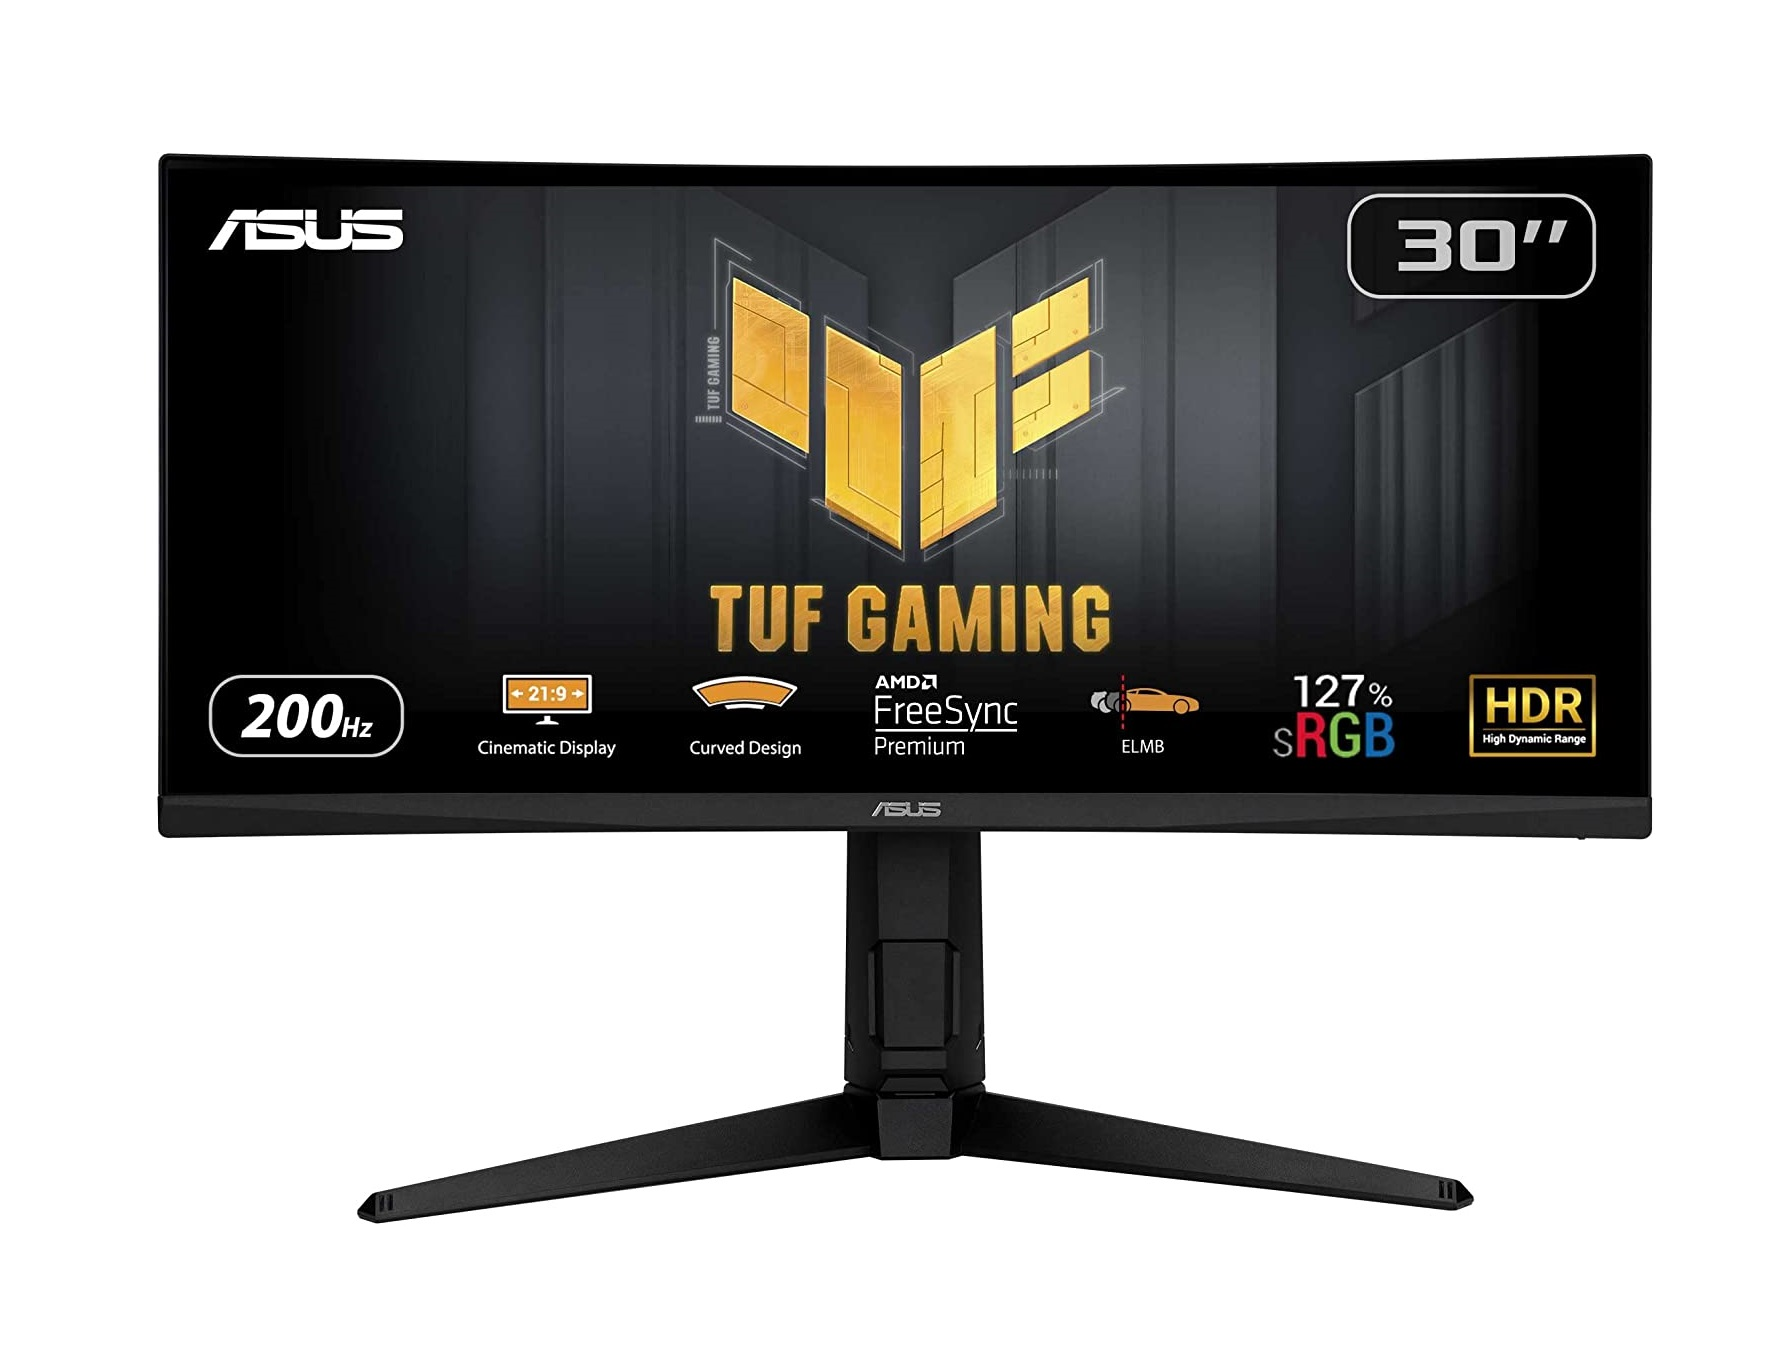 ASUS
30"
TUF GAMING
TUF GAMING
200Hz
21:9
Cinematic Display
Curved Design
AMD
FreeSync
Premium
ELMB
127%
sRGB
HDR
High Dynamic Range
ASUS